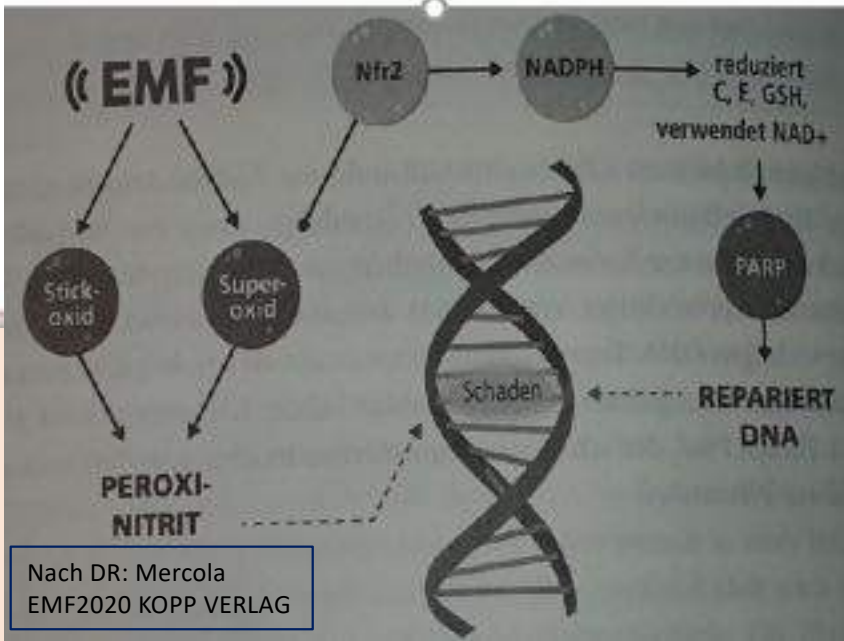 ((EMF))
Nfr2
NADPH
reduziert
C, E, GSH,
verwendet NAD+
Stick-
oxid
Super-
oxid
PARP
Schaden
REPARIERT
DNA
PEROXI-
NITRIT
Nach DR: Mercola
EMF2020 KOPP VERLAG